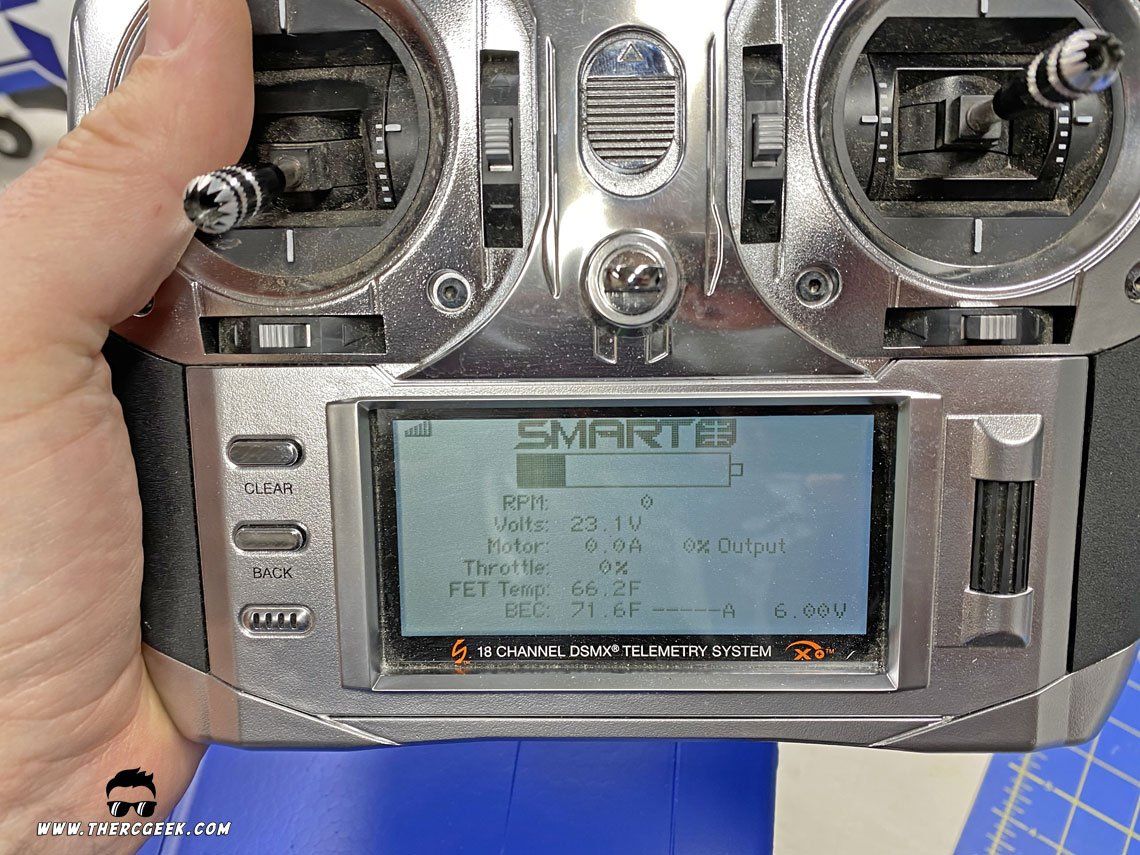 SMART
RPM: 0
Volts: 23.1V
Motor: 0.0A 0% Output
Throttle: 0%
FET Temp: 66.2F
BEC: 71.6F -----A 6.00V
CLEAR
BACK
18 CHANNEL DSMX® TELEMETRY SYSTEM X+™
WWW.THERCGEEK.COM